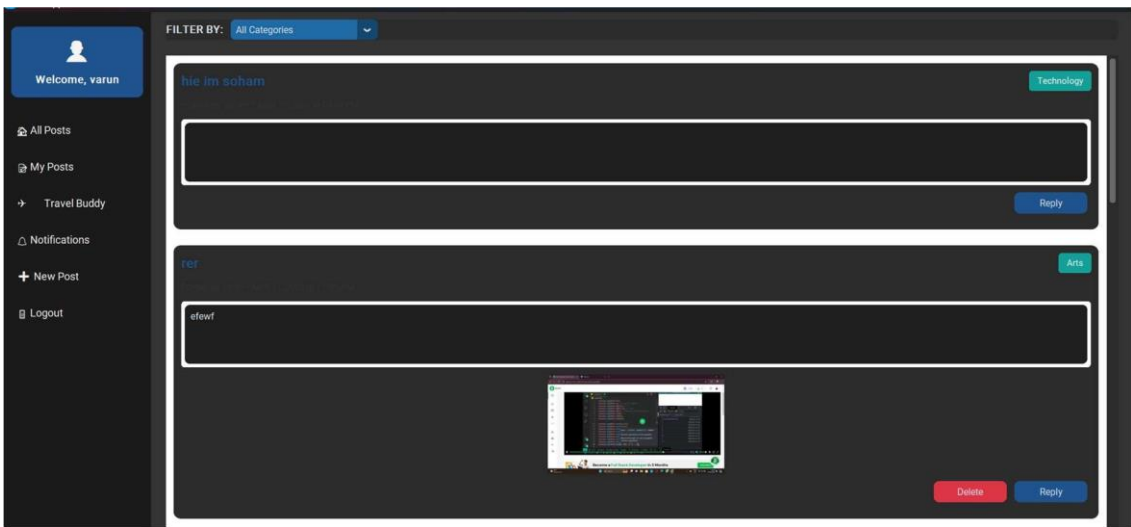 FILTER BY: All Categories
Welcome, varun
All Posts
My Posts
Travel Buddy
Notifications
New Post
Logout
hie im soham
Technology
Reply
rer
Arts
efewf
Delete Reply